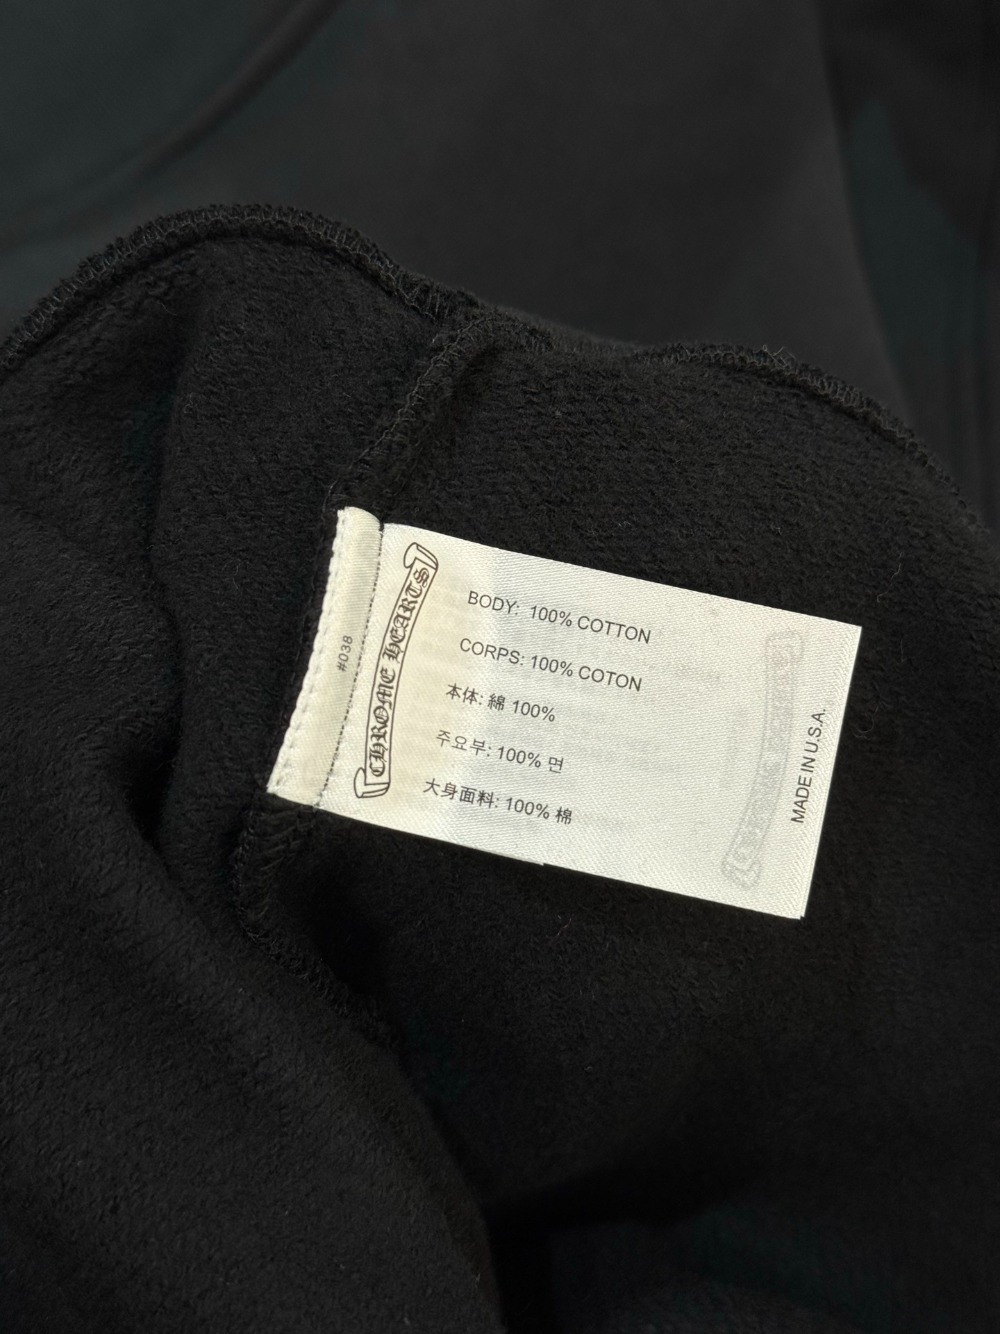 #038
CHROME HEARTS
BODY: 100% COTTON
CORPS: 100% COTON
本体: 綿 100%
주요부: 100% 면
大身面料: 100% 棉
MADE IN U.S.A.